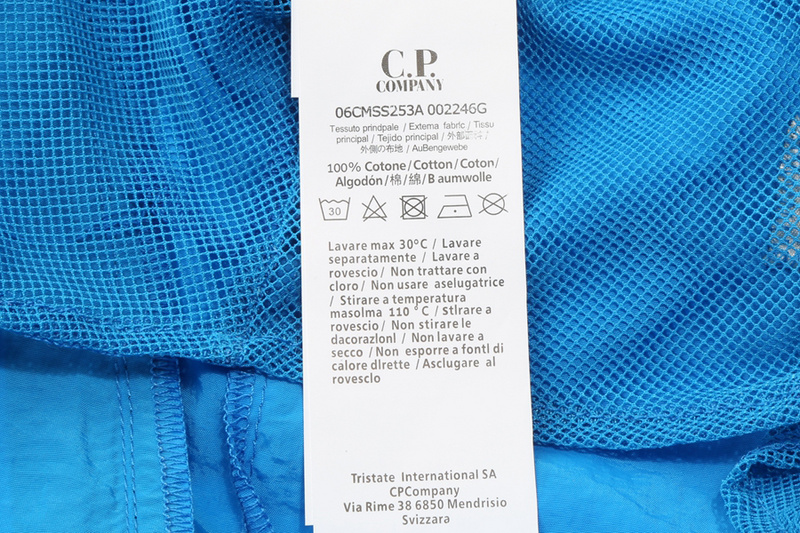 C.P.
COMPANY
06CMSS253A 002246G
Tessuto prindpale / Extema fabric / Tissu
principal / Tejido principal / 外部面料 /
外側の布地 / AuBengewebe
100% Cotone/Cotton/Coton/
Algodón/棉/綿/B aumwolle
30
Lavare max 30°C / Lavare
separatamente / Lavare a
rovescio / Non trattare con
cloro / Non usare aselugatrice
/ Stirare a temperatura
masolma 110 °C / Stlrare a
rovescio / Non stirare le
dacorazlonl / Non lavare a
secco / Non esporre a fontl di
calore dlrette / Asclugare al
rovesclo
Tristate International SA
CPCompany
Via Rime 38 6850 Mendrisio
Svizzara